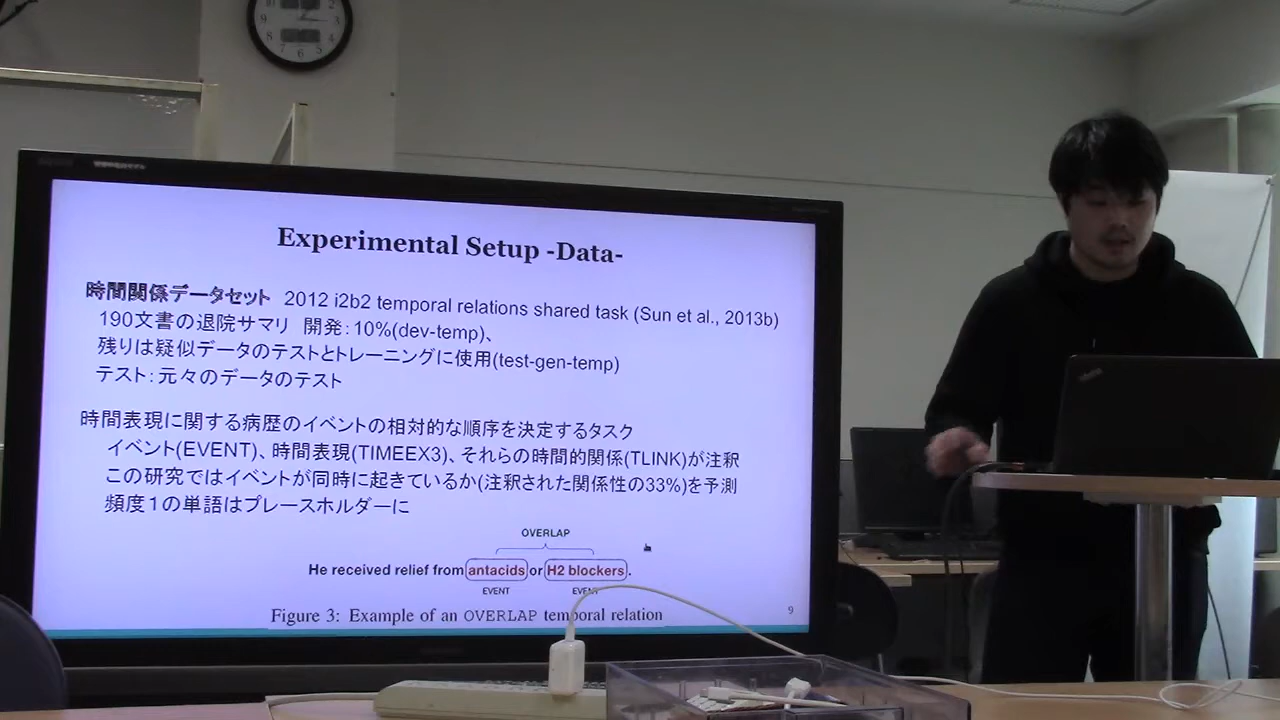 Experimental Setup -Data-
時間関係データセット 2012 i2b2 temporal relations shared task (Sun et al., 2013b)
190文書の退院サマリ 開発：10%(dev-temp)、
残りは疑似データのテストとトレーニングに使用(test-gen-temp)
テスト：元々のデータのテスト
時間表現に関する病歴のイベントの相対的な順序を決定するタスク
イベント(EVENT)、時間表現(TIMEEX3)、それらの時間的関係(TLINK)が注釈
この研究ではイベントが同時に起きているか(注釈された関係性の33%)を予測
頻度１の単語はプレースホルダーに
OVERLAP
He received relief from antacids or H2 blockers.
EVENT
Figure 3: Example of an OVERLAP temporal relation
9